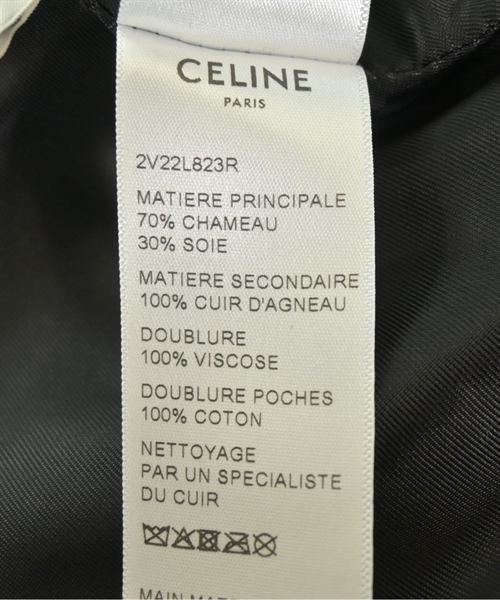 CELINE
PARIS
2V22L823R
MATIERE PRINCIPALE
70% CHAMEAU
30% SOIE
MATIERE SECONDAIRE
100% CUIR D'AGNEAU
DOUBLURE
100% VISCOSE
DOUBLURE POCHES
100% COTON
NETTOYAGE
PAR UN SPECIALISTE
DU CUIR
MAIN